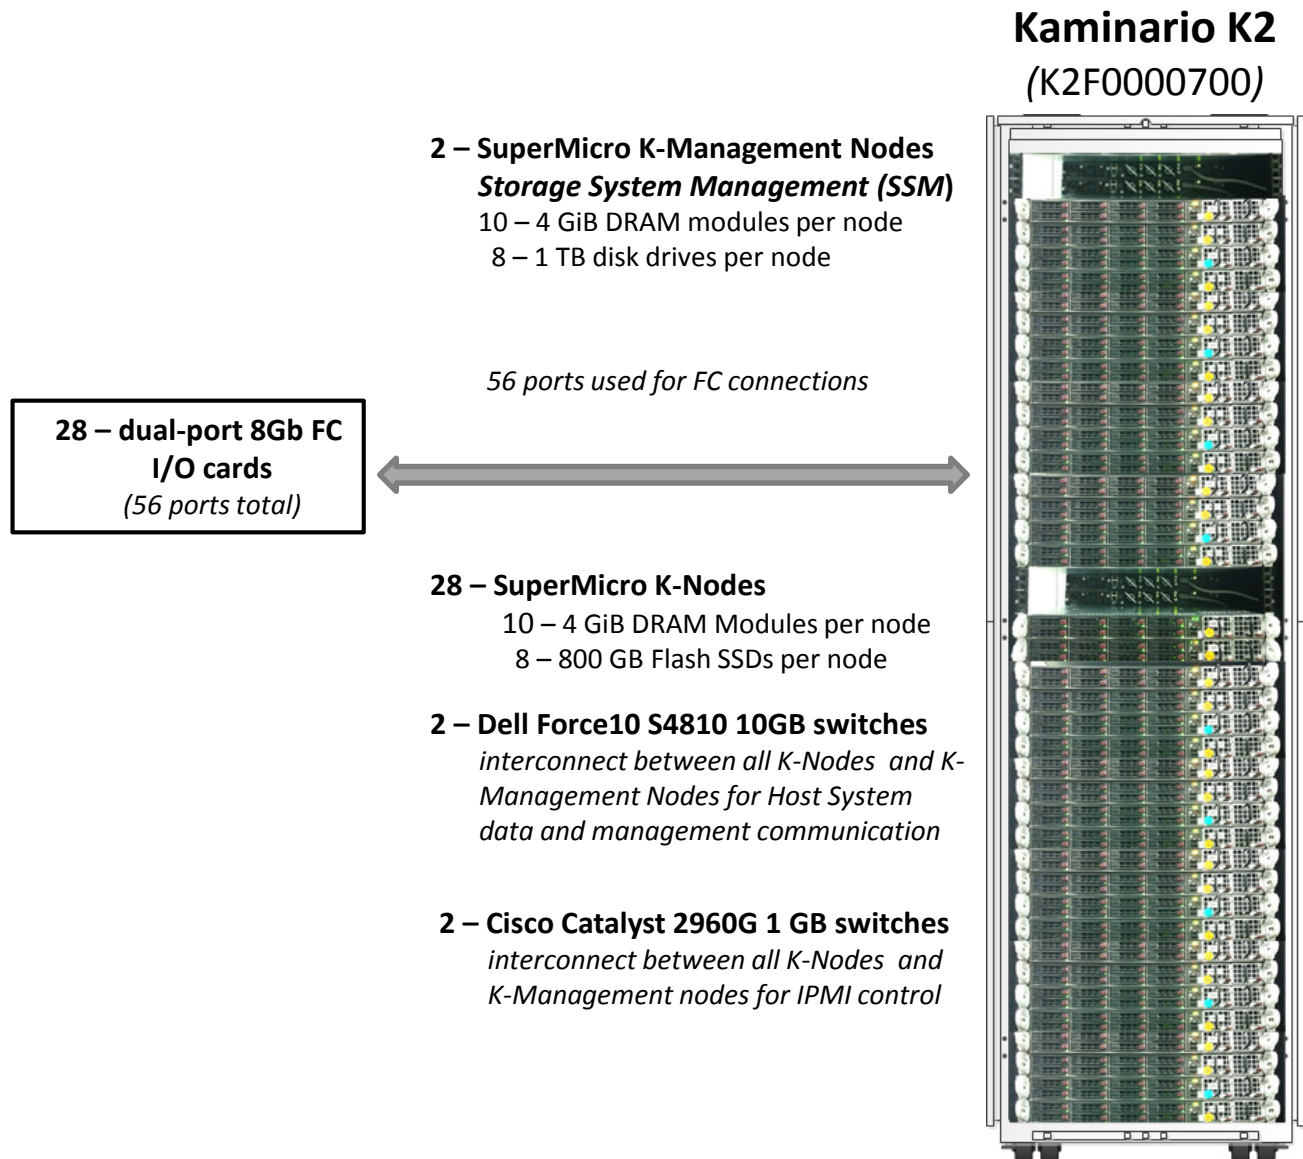 Kaminario K2
(K2F0000700)
2 – SuperMicro K-Management Nodes
Storage System Management (SSM)
10 – 4 GiB DRAM modules per node
8 – 1 TB disk drives per node
56 ports used for FC connections
28 – dual-port 8Gb FC
I/O cards
(56 ports total)
28 – SuperMicro K-Nodes
10 – 4 GiB DRAM Modules per node
8 – 800 GB Flash SSDs per node
2 – Dell Force10 S4810 10GB switches
interconnect between all K-Nodes and K-
Management Nodes for Host System
data and management communication
2 – Cisco Catalyst 2960G 1 GB switches
interconnect between all K-Nodes and
K-Management nodes for IPMI control